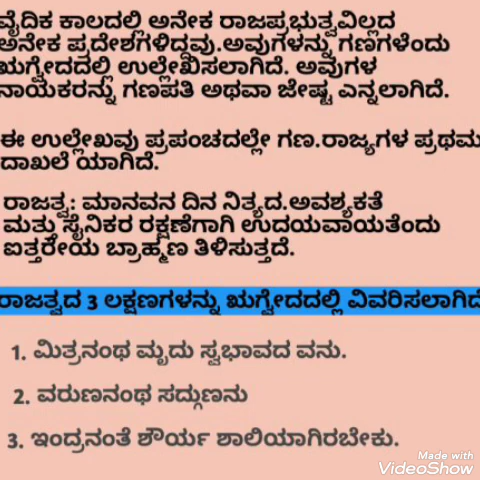 ವೈದಿಕ ಕಾಲದಲ್ಲಿ ಅನೇಕ ರಾಜಪ್ರಭುತ್ವವಿಲ್ಲದ
ಅನೇಕ ಪ್ರದೇಶಗಳಿದ್ದವು.ಅವುಗಳನ್ನು ಗಣಗಳೆಂದು
ಋಗ್ವೇದದಲ್ಲಿ ಉಲ್ಲೇಖಿಸಲಾಗಿದೆ. ಅವುಗಳ
ನಾಯಕರನ್ನು ಗಣಪತಿ ಅಥವಾ ಜೇಷ್ಟ ಎನ್ನಲಾಗಿದೆ.
ಈ ಉಲ್ಲೇಖವು ಪ್ರಪಂಚದಲ್ಲೇ ಗಣ.ರಾಜ್ಯಗಳ ಪ್ರಥಮ
ದಾಖಲೆ ಯಾಗಿದೆ.
ರಾಜತ್ವ: ಮಾನವನ ದಿನ ನಿತ್ಯದ.ಅವಶ್ಯಕತೆ
ಮತ್ತು ಸೈನಿಕರ ರಕ್ಷಣೆಗಾಗಿ ಉದಯವಾಯತೆಂದು
ಐತ್ತರೇಯ ಬ್ರಾಹ್ಮಣ ತಿಳಿಸುತ್ತದೆ.
ರಾಜತ್ವದ 3 ಲಕ್ಷಣಗಳನ್ನು ಋಗ್ವೇದದಲ್ಲಿ ವಿವರಿಸಲಾಗಿದೆ
1. ಮಿತ್ರನಂಥ ಮೃದು ಸ್ವಭಾವದ ವನು.
2. ವರುಣನಂಥ ಸದ್ಗುಣನು
3. ಇಂದ್ರನಂತೆ ಶೌರ್ಯ ಶಾಲಿಯಾಗಿರಬೇಕು.
Made with
VideoShow